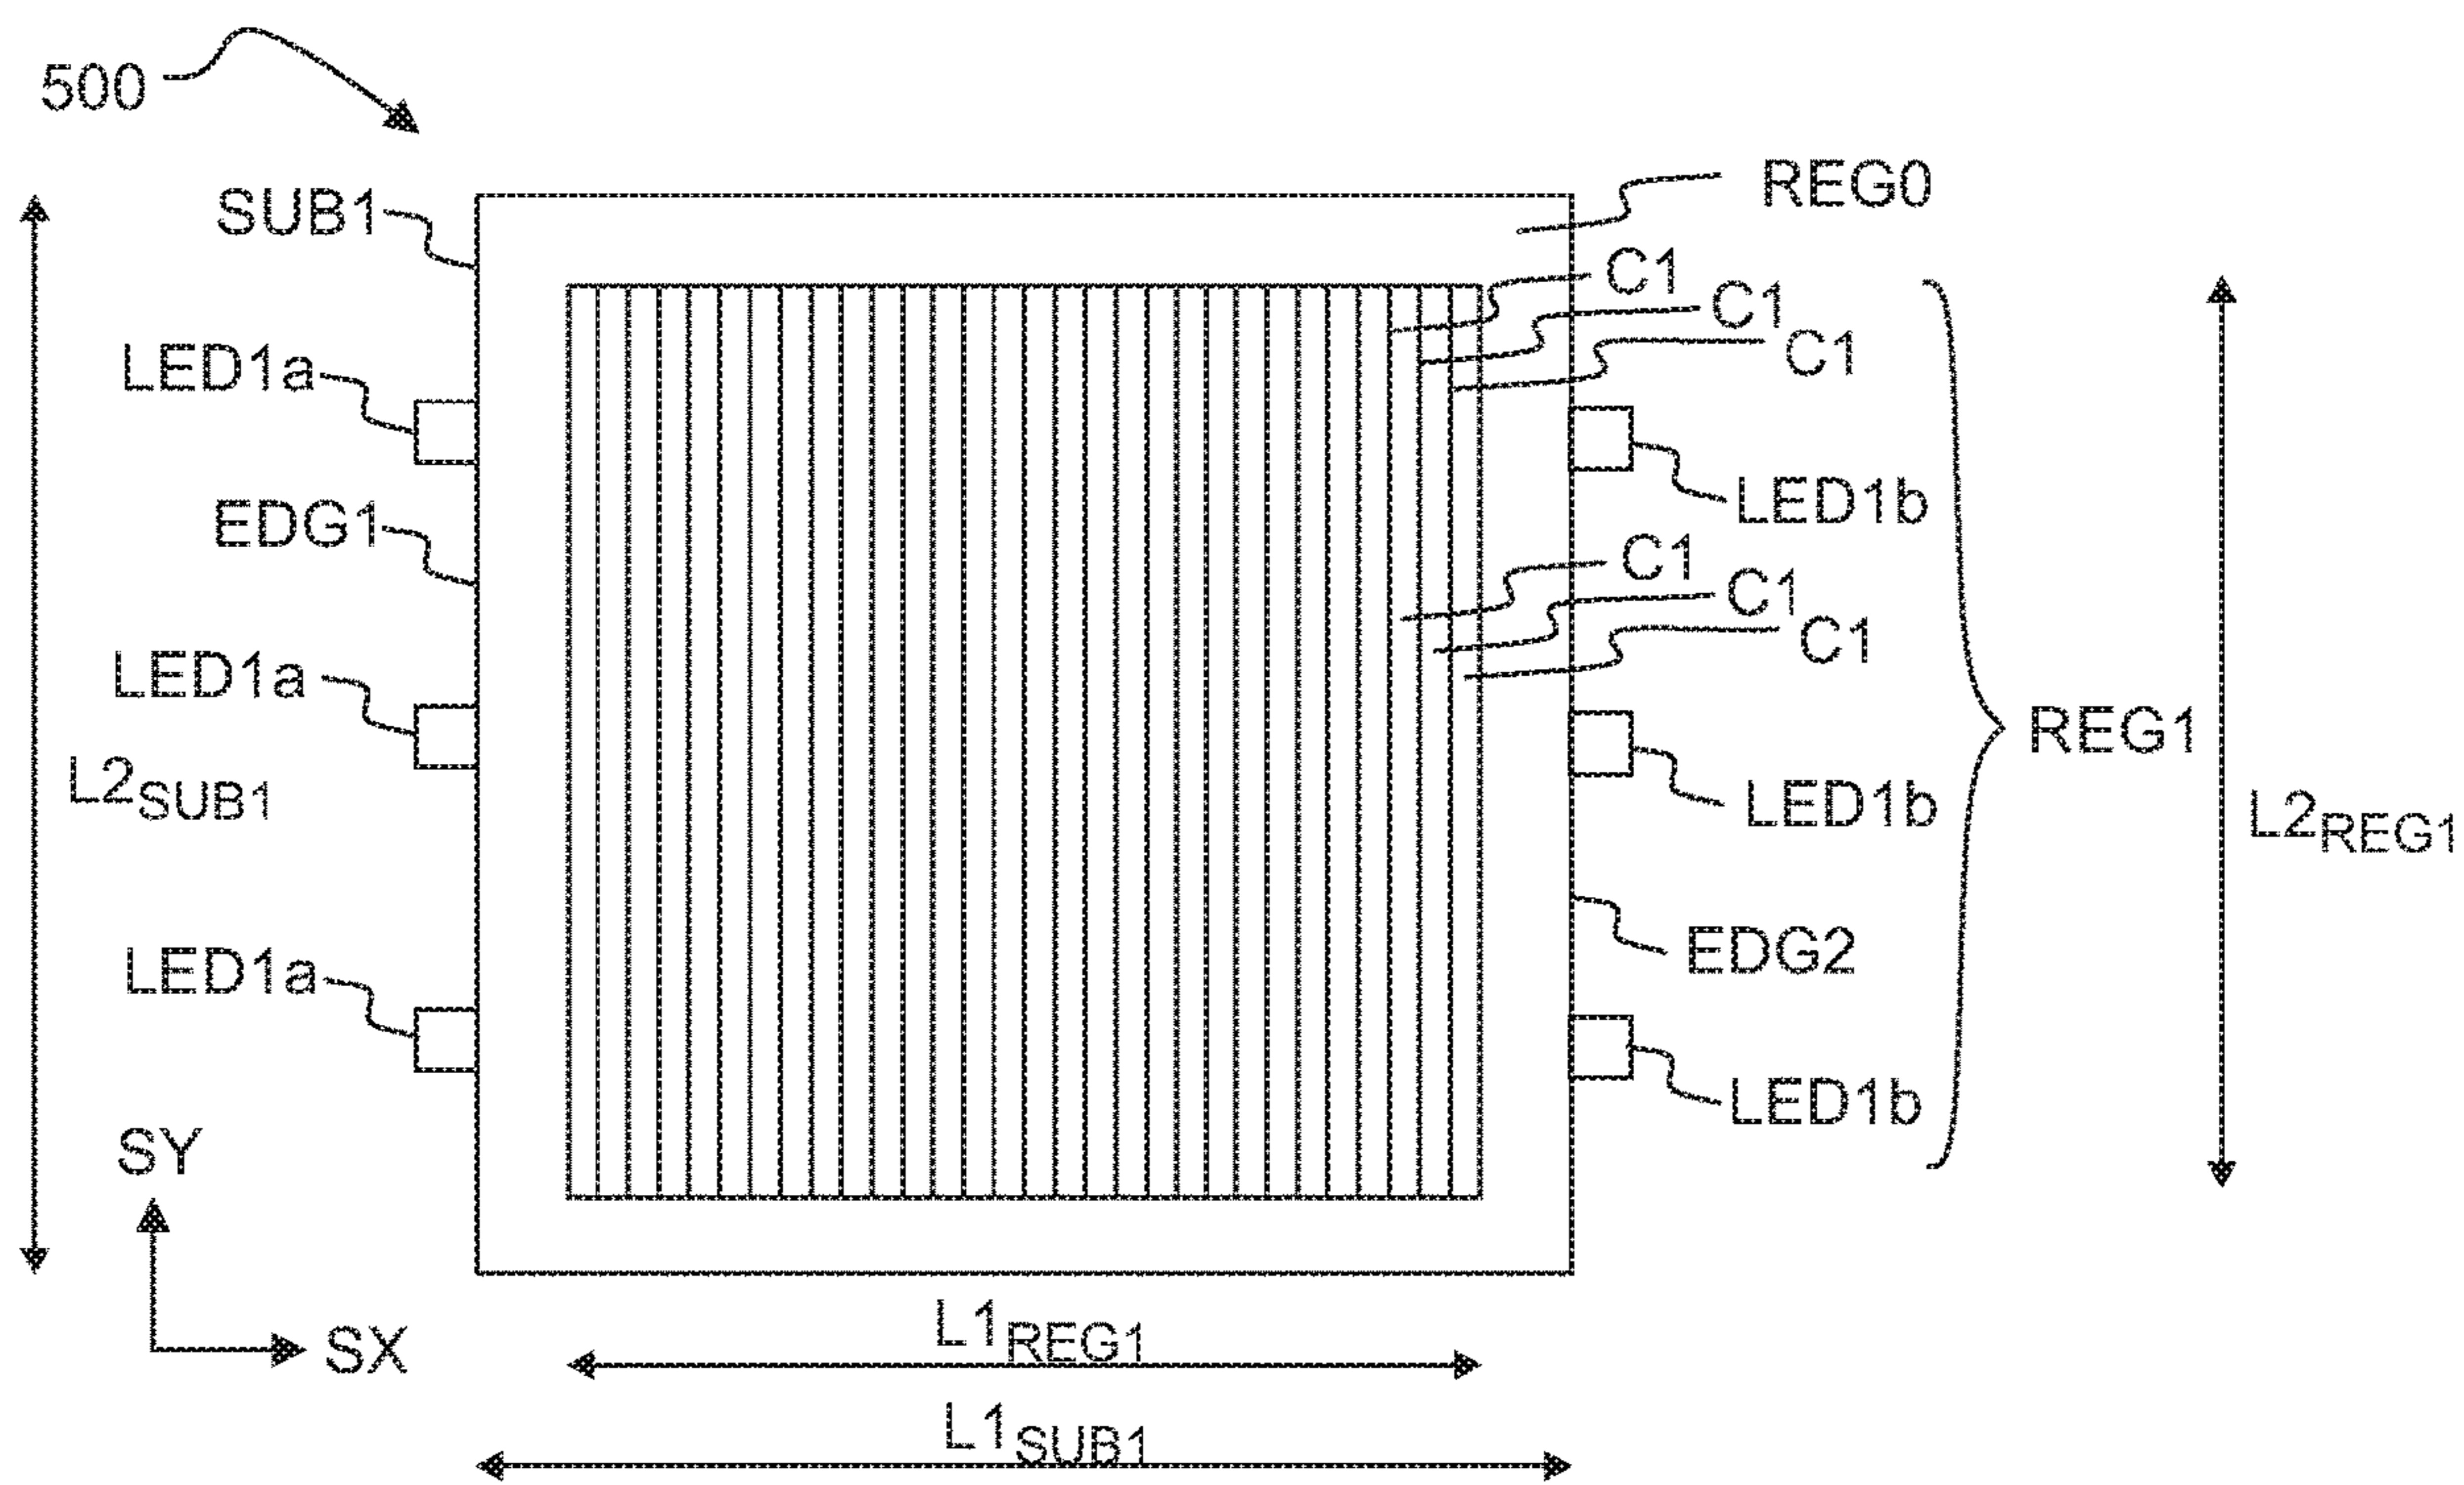 500
SUB1
REG0
C1
C1
C1
LED1a
LED1b
EDG1
C1
C1
C1
LED1a
REG1
L2SUB1
LED1b
L2REG1
EDG2
LED1a
LED1b
SY
SX
L1REG1
L1SUB1